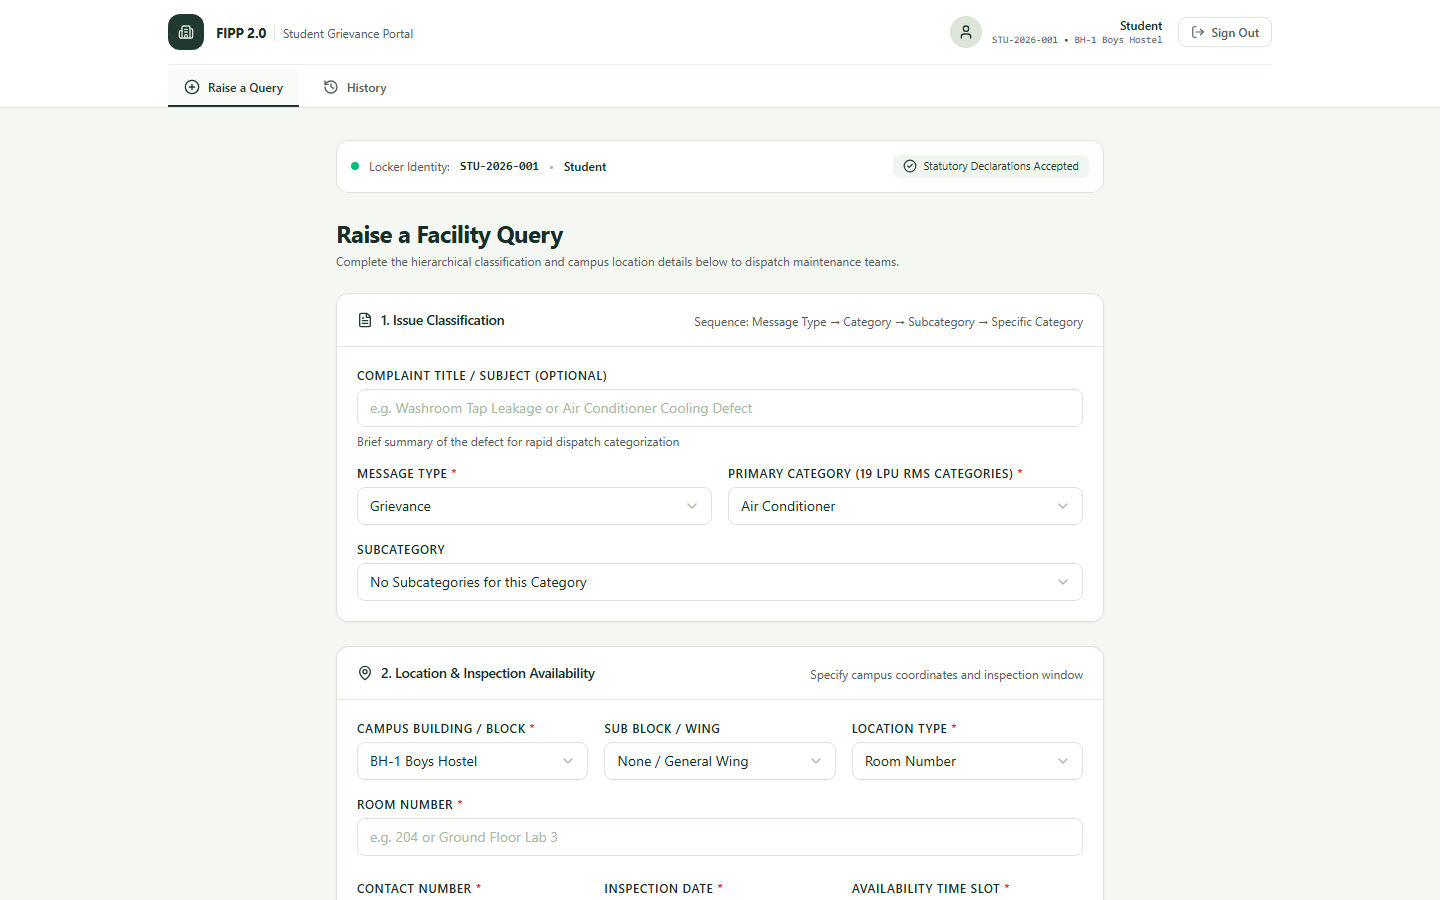 FIPP 2.0 Student Grievance Portal
Student
STU-2026-001 • BH-1 Boys Hostel
Sign Out
Raise a Query History
Locker Identity: STU-2026-001 • Student Statutory Declarations Accepted
Raise a Facility Query
Complete the hierarchical classification and campus location details below to dispatch maintenance teams.
1. Issue Classification Sequence: Message Type → Category → Subcategory → Specific Category
COMPLAINT TITLE / SUBJECT (OPTIONAL)
e.g. Washroom Tap Leakage or Air Conditioner Cooling Defect
Brief summary of the defect for rapid dispatch categorization
MESSAGE TYPE * PRIMARY CATEGORY (19 LPU RMS CATEGORIES) *
Grievance Air Conditioner
SUBCATEGORY
No Subcategories for this Category
2. Location & Inspection Availability Specify campus coordinates and inspection window
CAMPUS BUILDING / BLOCK * SUB BLOCK / WING LOCATION TYPE *
BH-1 Boys Hostel None / General Wing Room Number
ROOM NUMBER *
e.g. 204 or Ground Floor Lab 3
CONTACT NUMBER * INSPECTION DATE * AVAILABILITY TIME SLOT *